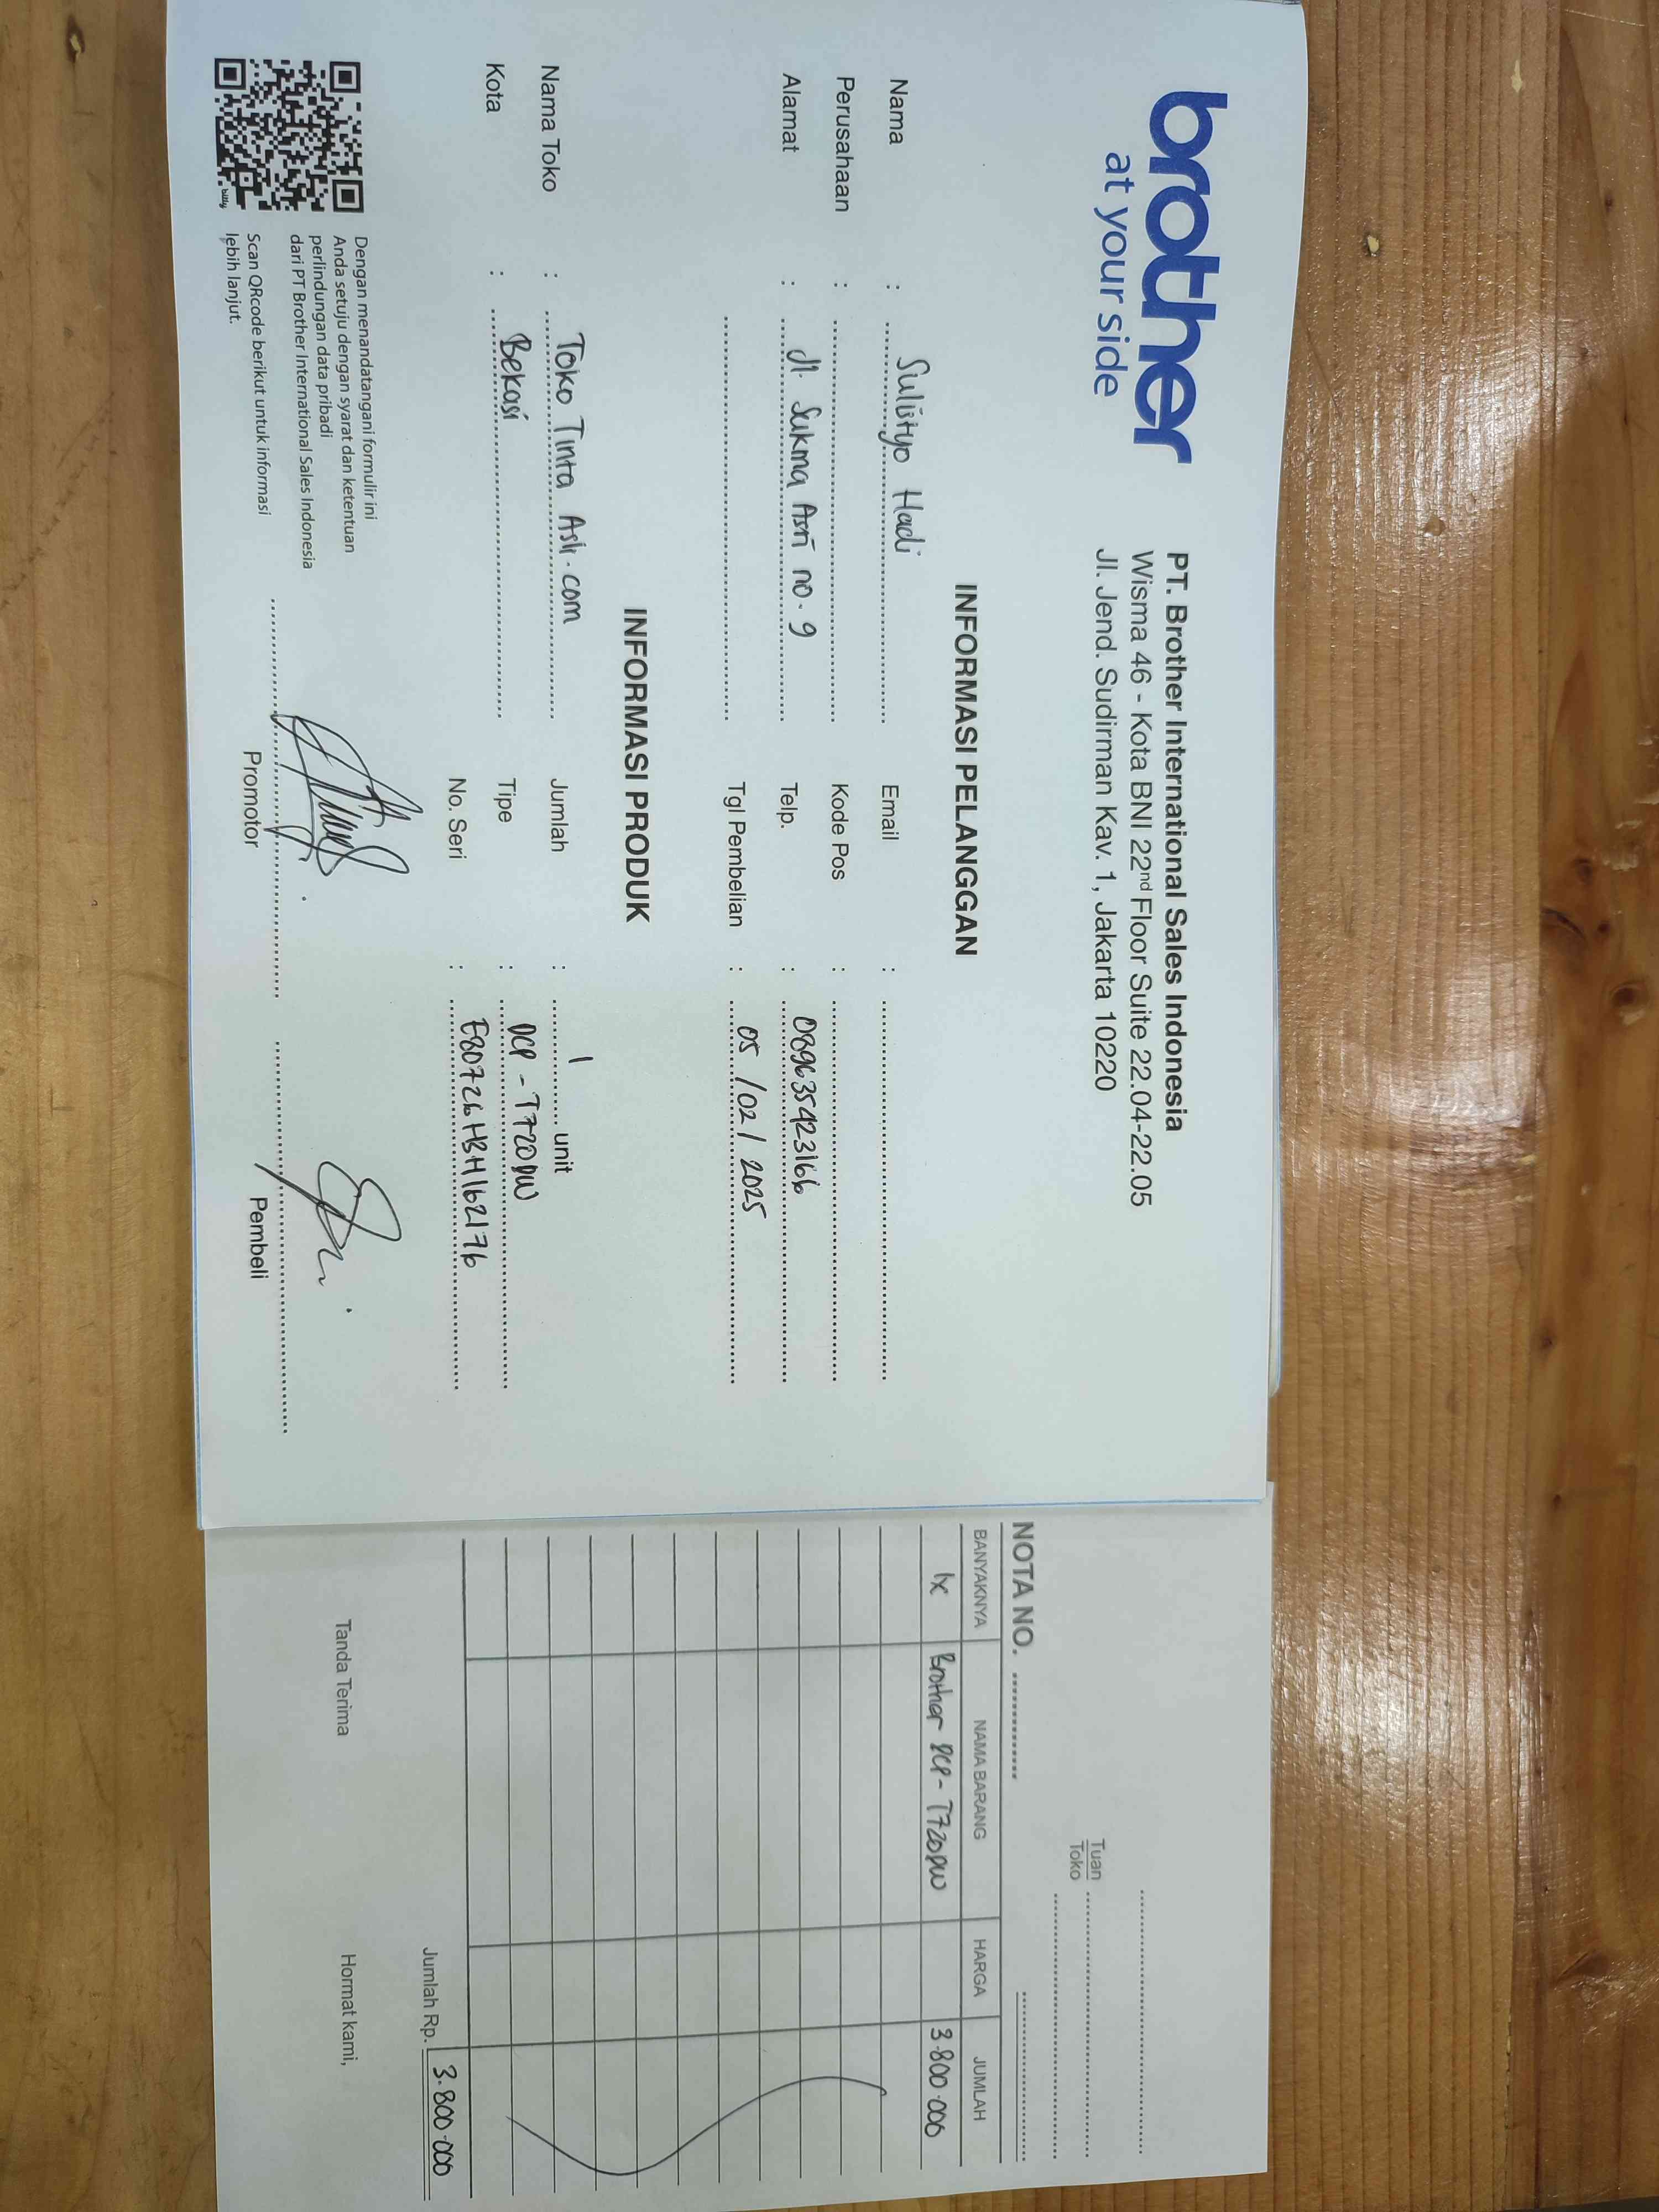 brother
at your side
PT. Brother International Sales Indonesia
Wisma 46 - Kota BNI 22nd Floor Suite 22.04-22.05
Jl. Jend. Sudirman Kav. 1, Jakarta 10220
INFORMASI PELANGGAN
Nama : Sulistyo Hadi Email :
Perusahaan : Kode Pos :
Alamat : Jl. Sukma Asri no. 9 Telp. : 089635423166
Tgl Pembelian : 05/02/2025
INFORMASI PRODUK
Nama Toko : Toko Tinta Asli.com Jumlah : 1 unit
Kota : Bekasi Tipe : DCP-T720DW
No. Seri : E80726H3H162176
Dengan menandatangani formulir ini
Anda setuju dengan syarat dan ketentuan
perlindungan data pribadi
dari PT Brother International Sales Indonesia
Scan QRcode berikut untuk informasi
lebih lanjut.
Promotor Pembeli
Tuan
Toko
NOTA NO.
BANYAKNYA NAMA BARANG HARGA JUMLAH
1x Brother DCP-T720DW 3.800.000
Jumlah Rp. 3.800.000
Tanda Terima Hormat kami,